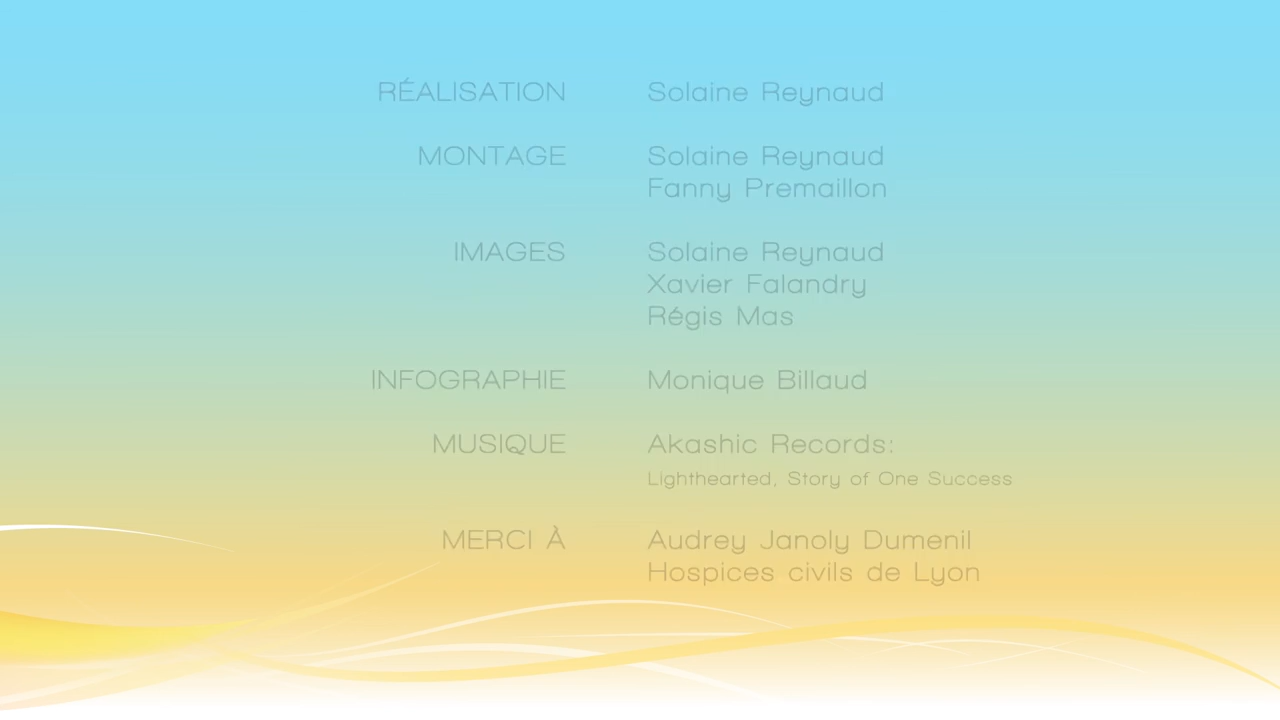 RÉALISATION Solaine Reynaud
MONTAGE Solaine Reynaud
Fanny Premaillon
IMAGES Solaine Reynaud
Xavier Falandry
Régis Mas
INFOGRAPHIE Monique Billaud
MUSIQUE Akashic Records:
Lighthearted, Story of One Success
MERCI À Audrey Janoly Dumenil
Hospices civils de Lyon